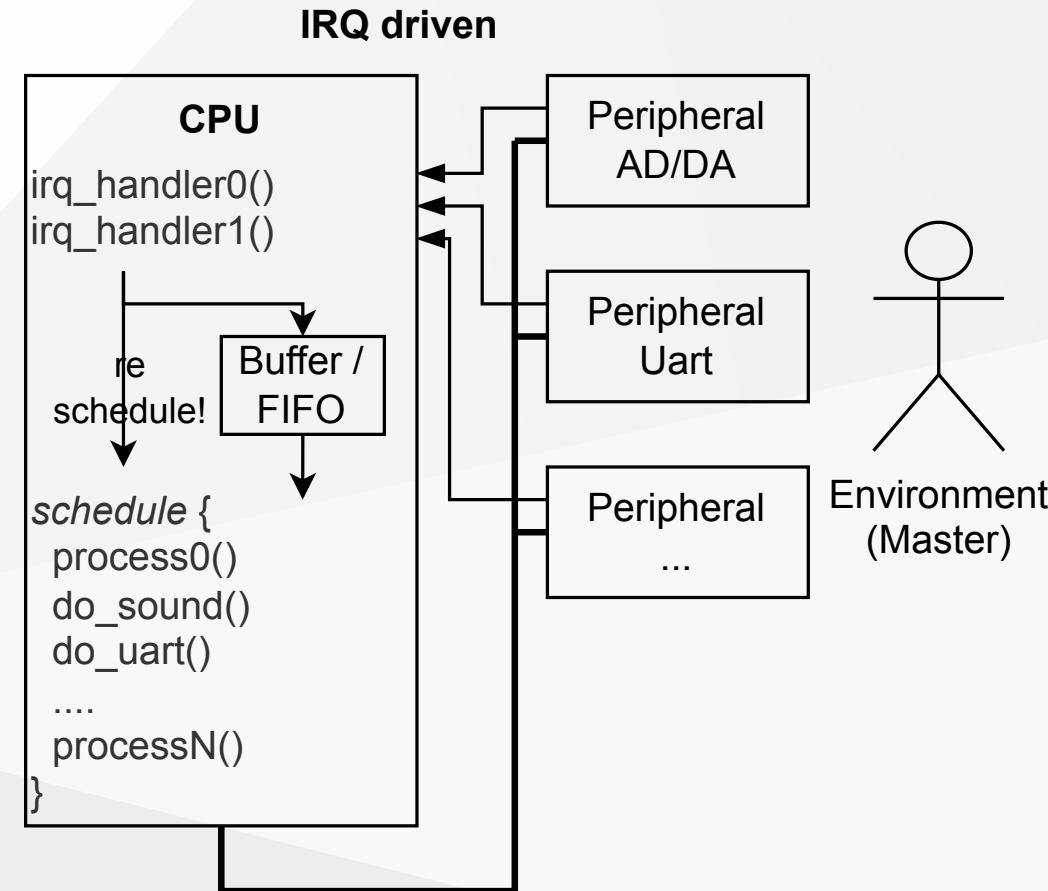 IRQ driven
CPU
irq_handler0()
irq_handler1()
re
schedule!
Buffer /
FIFO
schedule {
process0()
do_sound()
do_uart()
....
processN()
}
Peripheral
AD/DA
Peripheral
Uart
Peripheral
...
Environment
(Master)